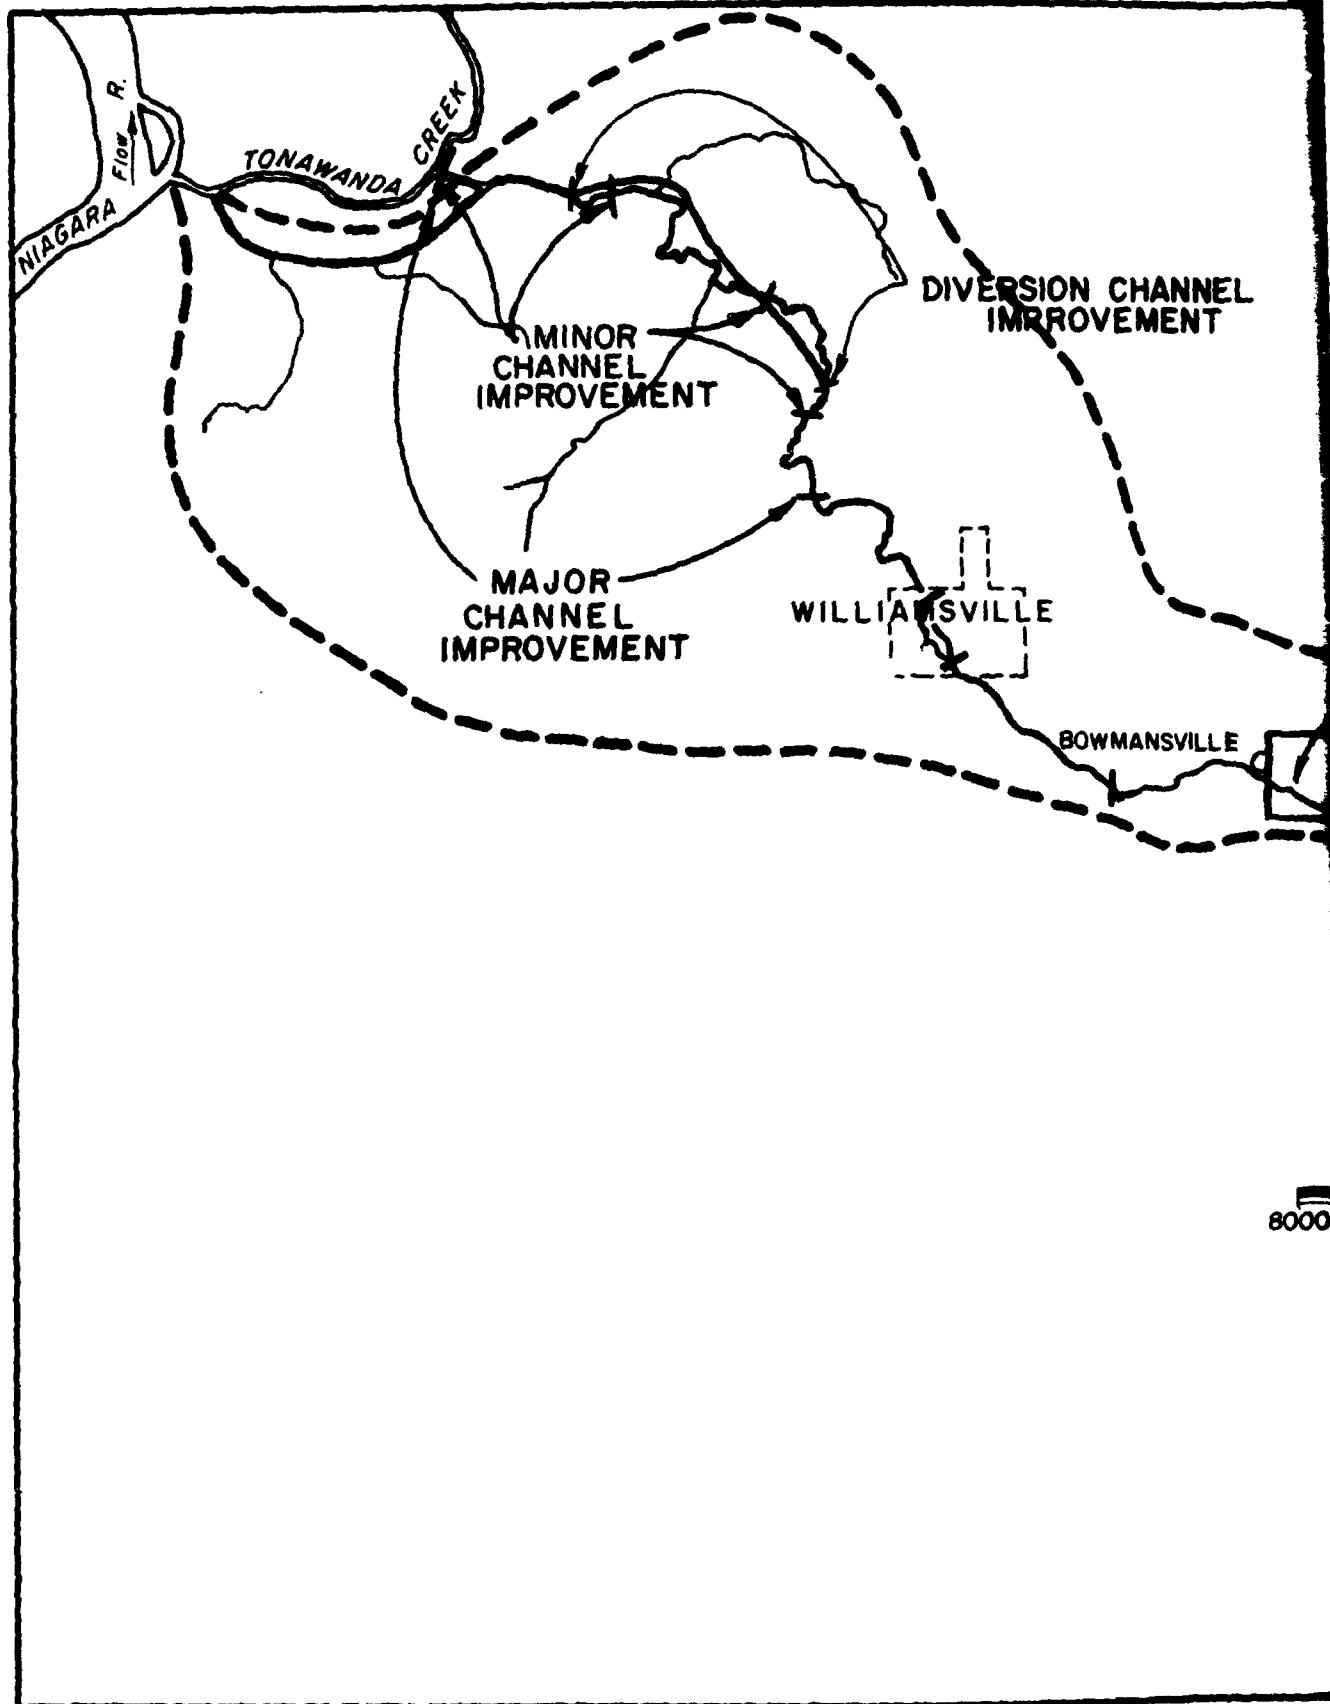 Flow
NIAGARA R.
TONAWANDA CREEK
DIVERSION CHANNEL
IMPROVEMENT
MINOR
CHANNEL
IMPROVEMENT
MAJOR
CHANNEL
IMPROVEMENT
WILLIAMSVILLE
BOWMANSVILLE
8000